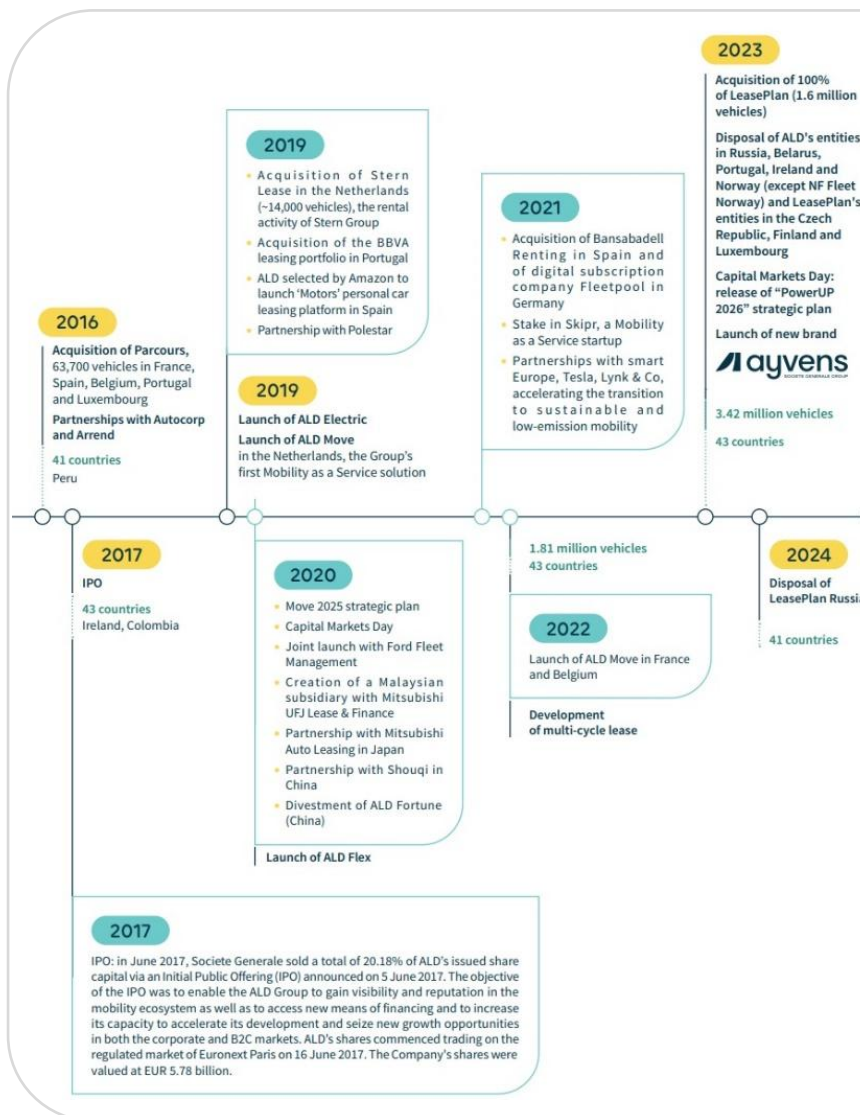 2016
Acquisition of Parcours,
63,700 vehicles in France,
Spain, Belgium, Portugal
and Luxembourg
Partnerships with Autocorp
and Arrend
41 countries
Peru
2017
IPO
43 countries
Ireland, Colombia
2017
IPO: in June 2017, Societe Generale sold a total of 20.18% of ALD's issued share
capital via an Initial Public Offering (IPO) announced on 5 June 2017. The objective
of the IPO was to enable the ALD Group to gain visibility and reputation in the
mobility ecosystem as well as to access new means of financing and to increase
its capacity to accelerate its development and seize new growth opportunities
in both the corporate and B2C markets. ALD's shares commenced trading on the
regulated market of Euronext Paris on 16 June 2017. The Company's shares were
valued at EUR 5.78 billion.
2019
• Acquisition of Stern
Lease in the Netherlands
(~14,000 vehicles), the rental
activity of Stern Group
• Acquisition of the BBVA
leasing portfolio in Portugal
• ALD selected by Amazon to
launch 'Motors' personal car
leasing platform in Spain
• Partnership with Polestar
2019
Launch of ALD Electric
Launch of ALD Move
in the Netherlands, the Group's
first Mobility as a Service solution
2020
• Move 2025 strategic plan
• Capital Markets Day
• Joint launch with Ford Fleet
Management
• Creation of a Malaysian
subsidiary with Mitsubishi
UFJ Lease & Finance
• Partnership with Mitsubishi
Auto Leasing in Japan
• Partnership with Shouqi in
China
• Divestment of ALD Fortune
(China)
Launch of ALD Flex
2021
• Acquisition of Bansabadell
Renting in Spain and
of digital subscription
company Fleetpool in
Germany
• Stake in Skipr, a Mobility
as a Service startup
• Partnerships with smart
Europe, Tesla, Lynk & Co,
accelerating the transition
to sustainable and
low-emission mobility
1.81 million vehicles
43 countries
2022
Launch of ALD Move in France
and Belgium
Development
of multi-cycle lease
2023
Acquisition of 100%
of LeasePlan (1.6 million
vehicles)
Disposal of ALD's entities
in Russia, Belarus,
Portugal, Ireland and
Norway (except NF Fleet
Norway) and LeasePlan's
entities in the Czech
Republic, Finland and
Luxembourg
Capital Markets Day:
release of "PowerUP
2026" strategic plan
Launch of new brand
ayvens
SOCIETE GENERALE GROUP
3.42 million vehicles
43 countries
2024
Disposal of
LeasePlan Russia
41 countries